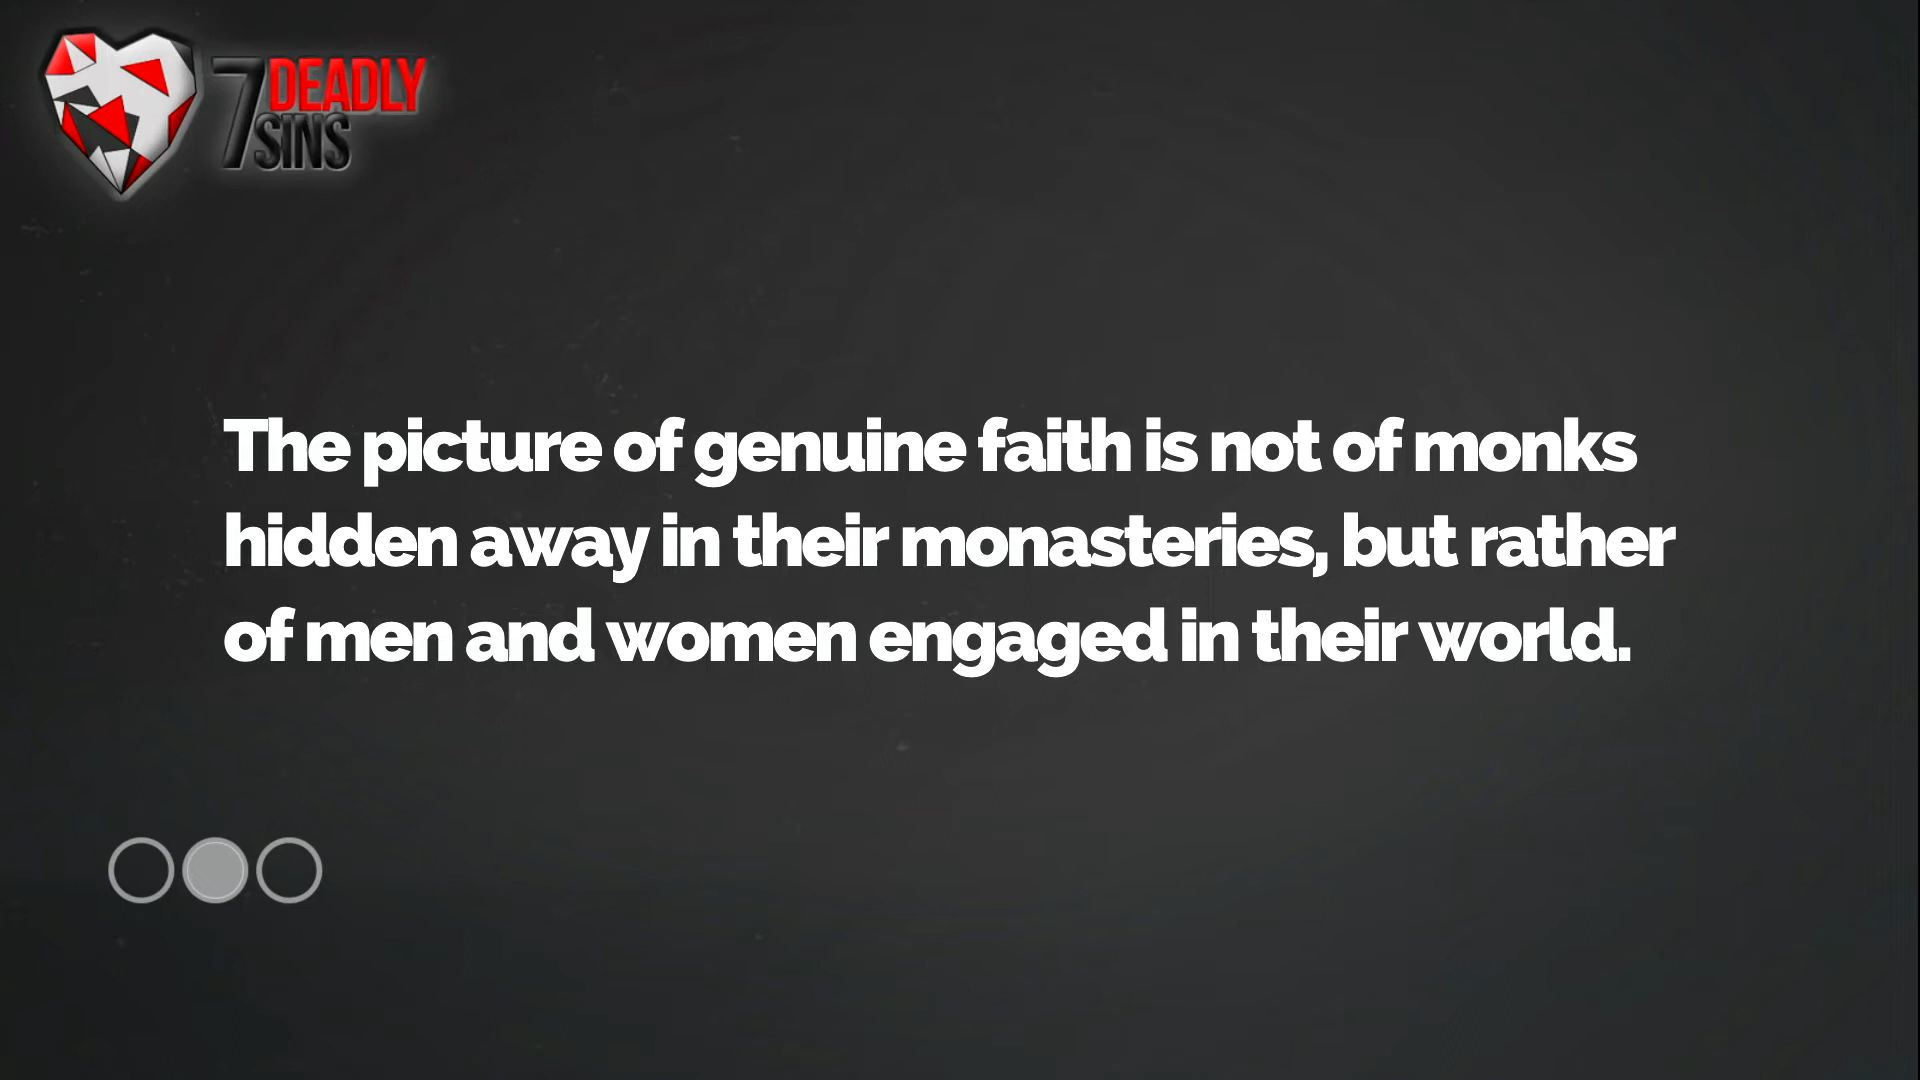 7 DEADLY
SINS
The picture of genuine faith is not of monks
hidden away in their monasteries, but rather
of men and women engaged in their world.